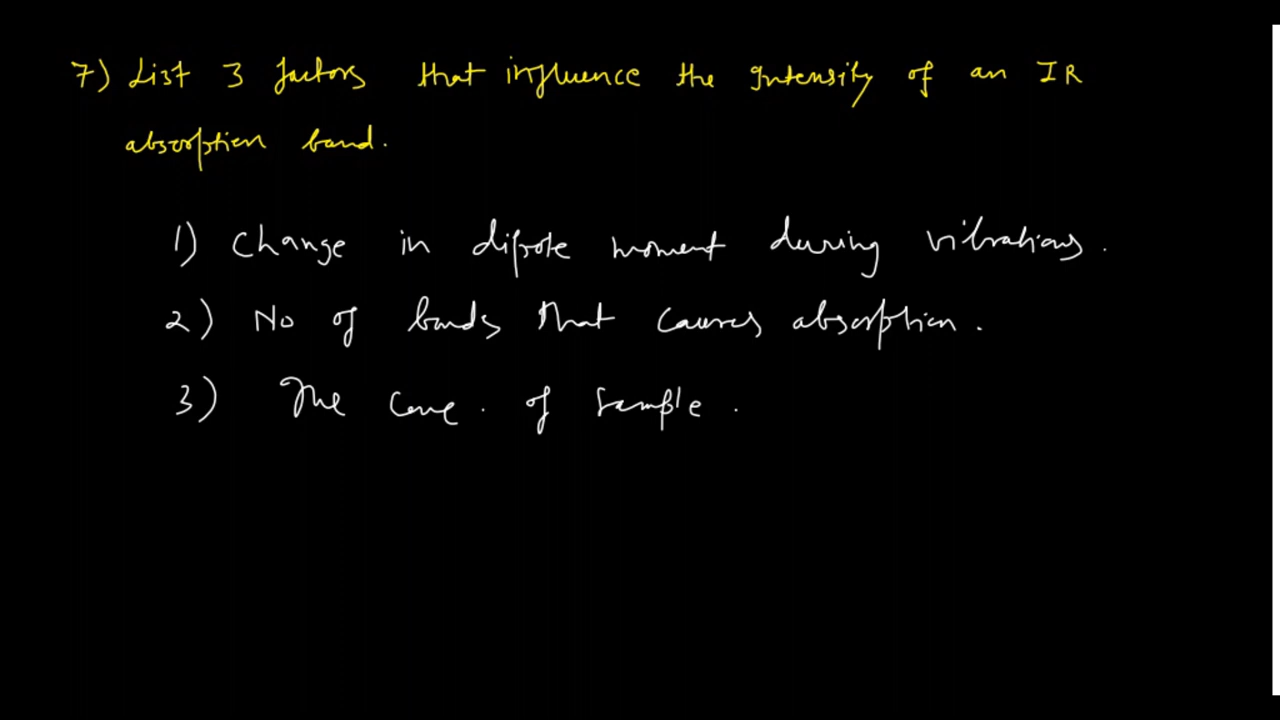 7) List 3 factors that influence the intensity of an IR
absorption band.
1) Change in dipole moment during vibrations.
2) No of bonds that causes absorption.
3) The conc. of sample.